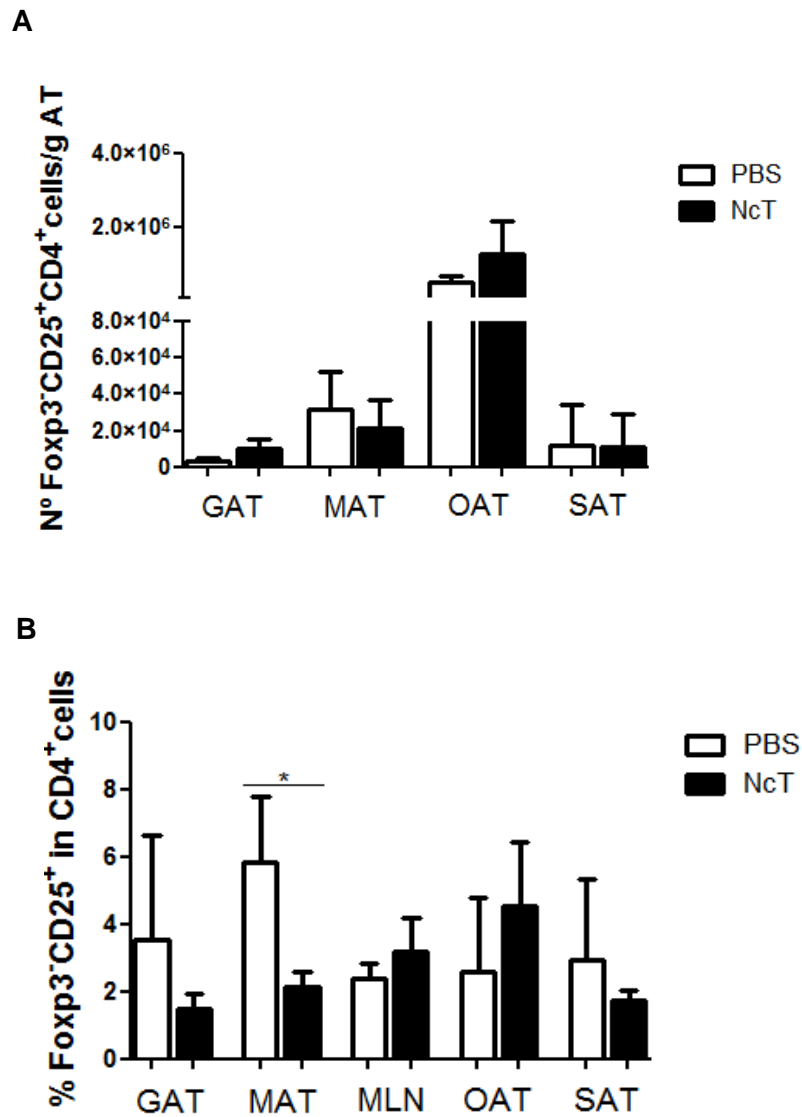 A
Nº Foxp3⁻CD25⁺CD4⁺cells/g AT
4.0×10⁶
2.0×10⁶
8.0×10⁴
6.0×10⁴
4.0×10⁴
2.0×10⁴
0
GAT MAT OAT SAT
PBS
NcT
B
% Foxp3⁻CD25⁺ in CD4⁺cells
10
8
6
4
2
0
*
GAT MAT MLN OAT SAT
PBS
NcT